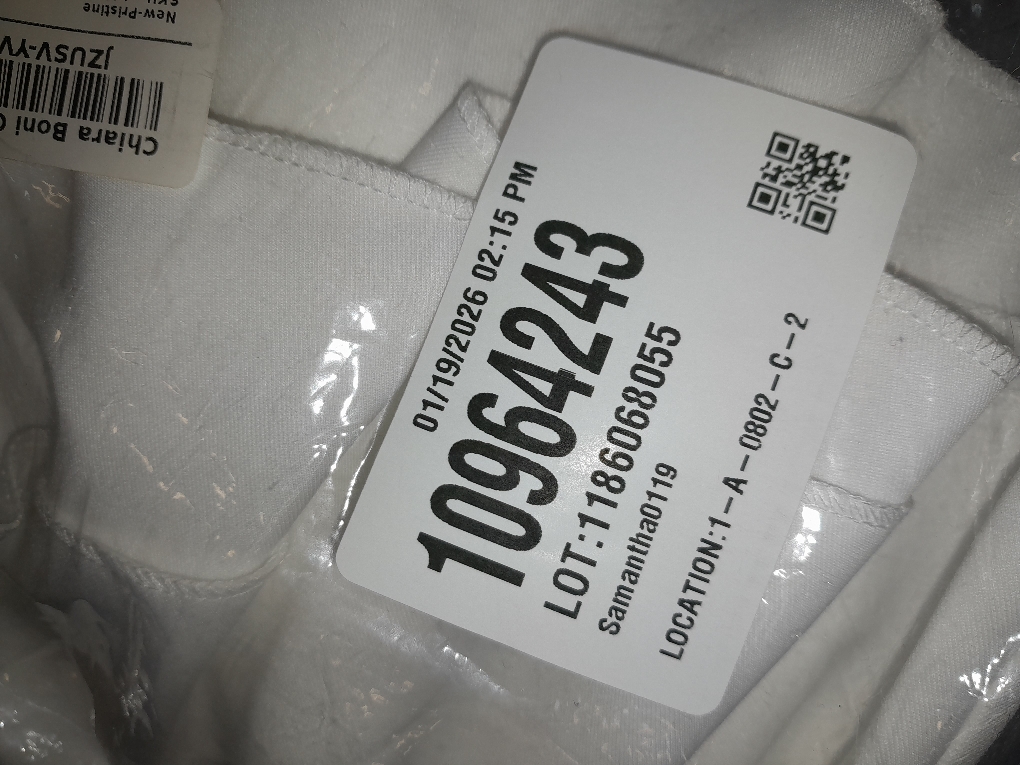 01/19/2026 02:15 PM
10964243
LOT:1186068055
Samantha0119
LOCATION:1-A-0802-C-2
Chiara Boni
JZUSV-YV
New-Pristine
SKU